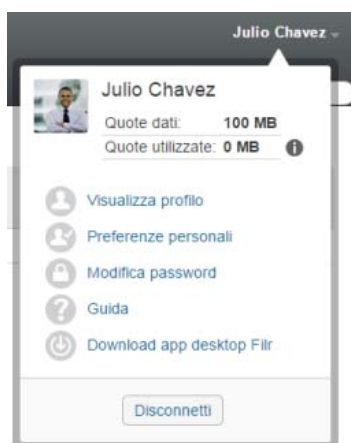 Julio Chavez
Julio Chavez
Quote dati: 100 MB
Quote utilizzate: 0 MB
Visualizza profilo
Preferenze personali
Modifica password
Guida
Download app desktop Filr
Disconnetti